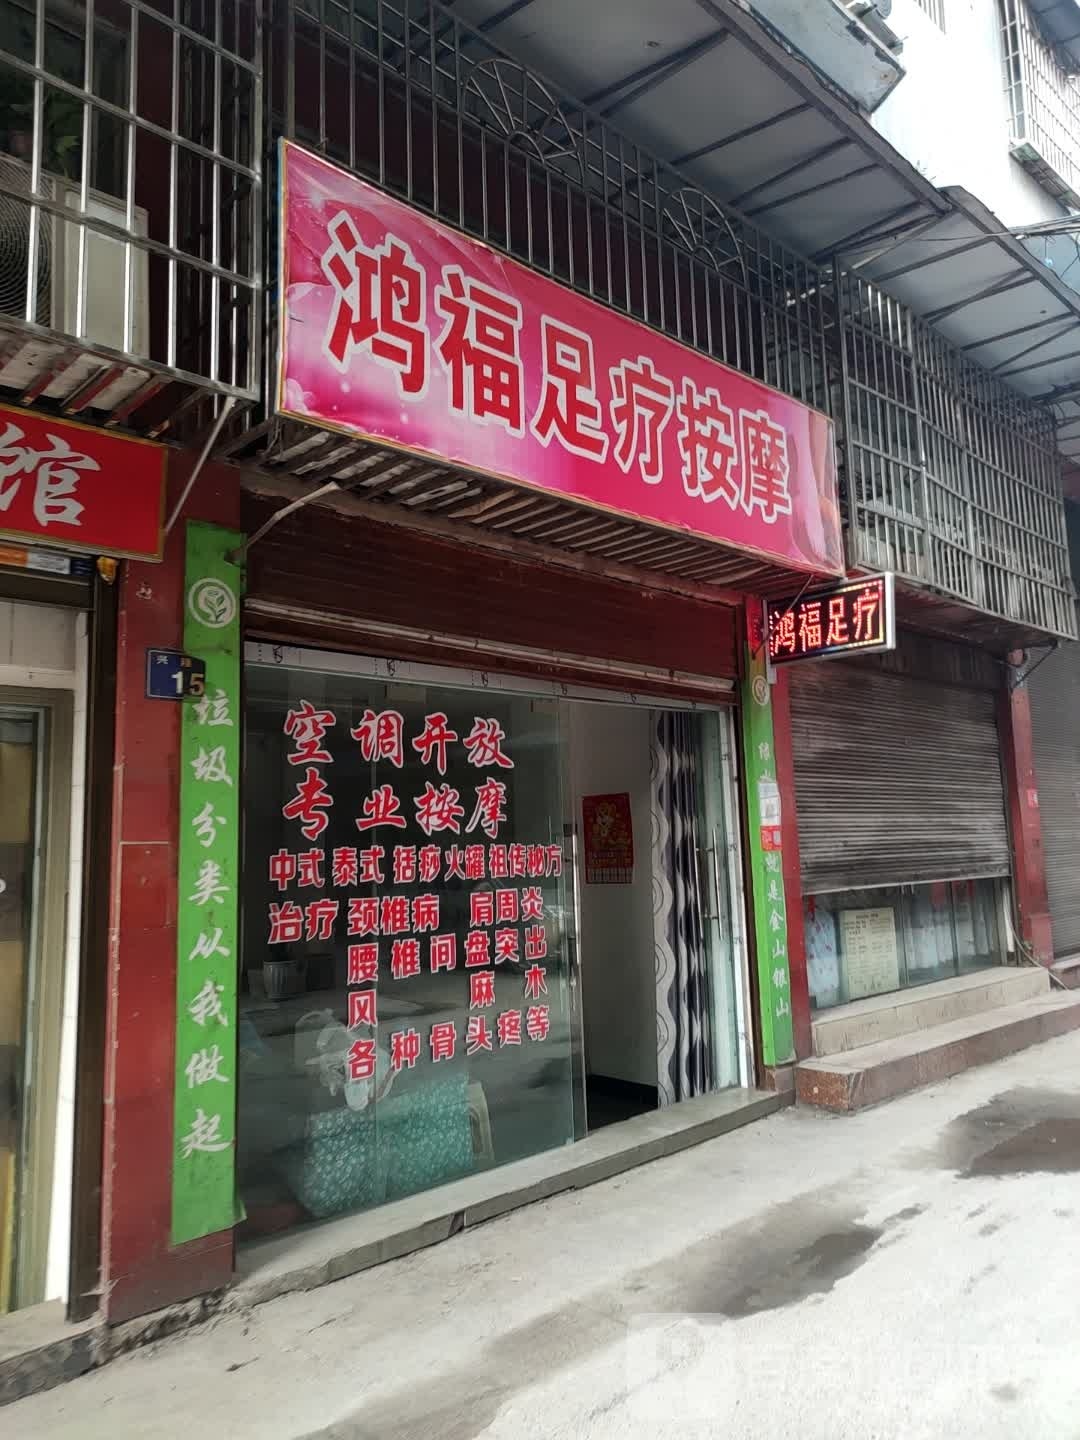 鸿福足疗按摩
馆
鸿福足疗
15
垃圾分类从我做起
空调开放
专业按摩
中式 泰式 括痧火罐 祖传秘方
治疗 颈椎病 肩周炎
腰椎间盘突出
风 麻木
各种骨头疼等
就是金山银山